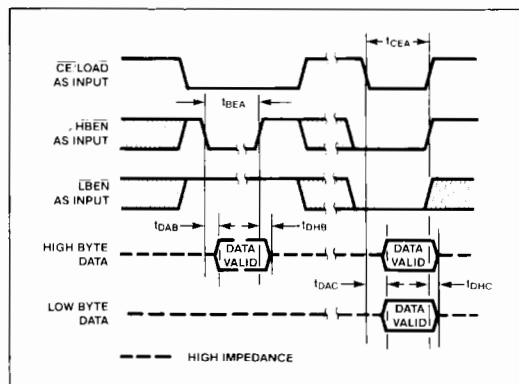 CE/LOAD
AS INPUT
tCEA
tBEA
HBEN
AS INPUT
LBEN
AS INPUT
tDAB
tDHB
HIGH BYTE
DATA
DATA
VALID
DATA
VALID
tDAC
tDHC
LOW BYTE
DATA
DATA
VALID
HIGH IMPEDANCE